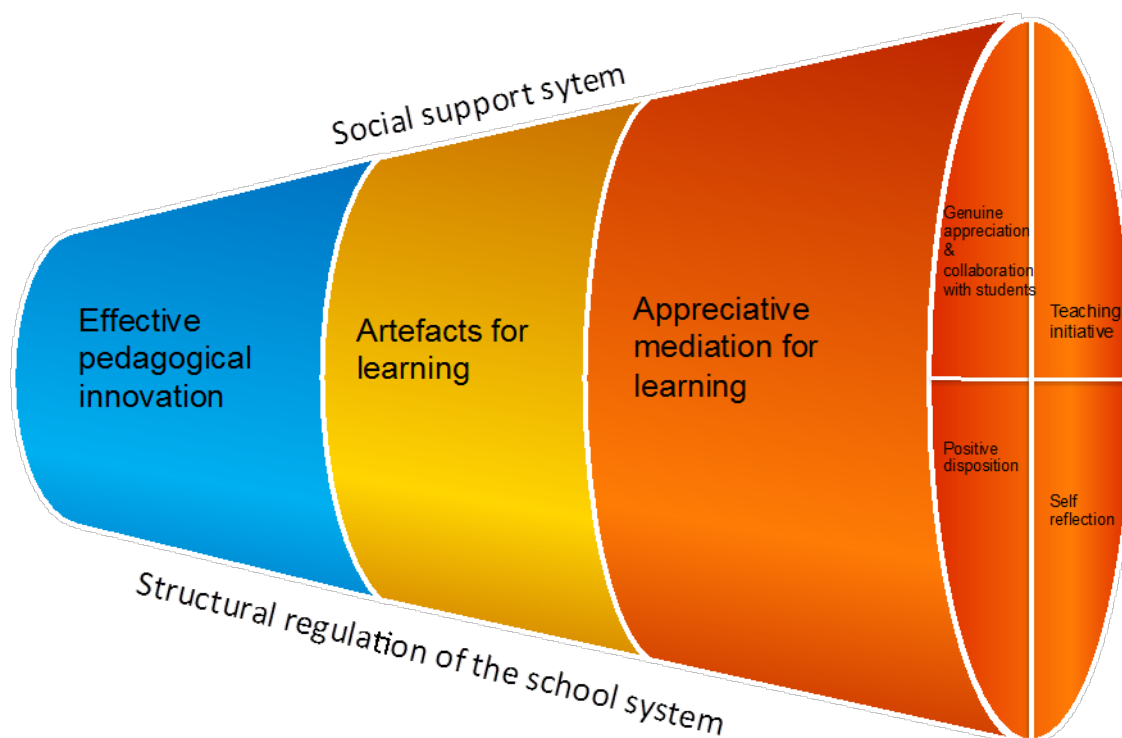 Social support sytem
Effective
pedagogical
innovation
Artefacts for
learning
Appreciative
mediation for
learning
Genuine
appreciation
&
collaboration
with students
Teaching
initiative
Positive
disposition
Self
reflection
Structural regulation of the school system